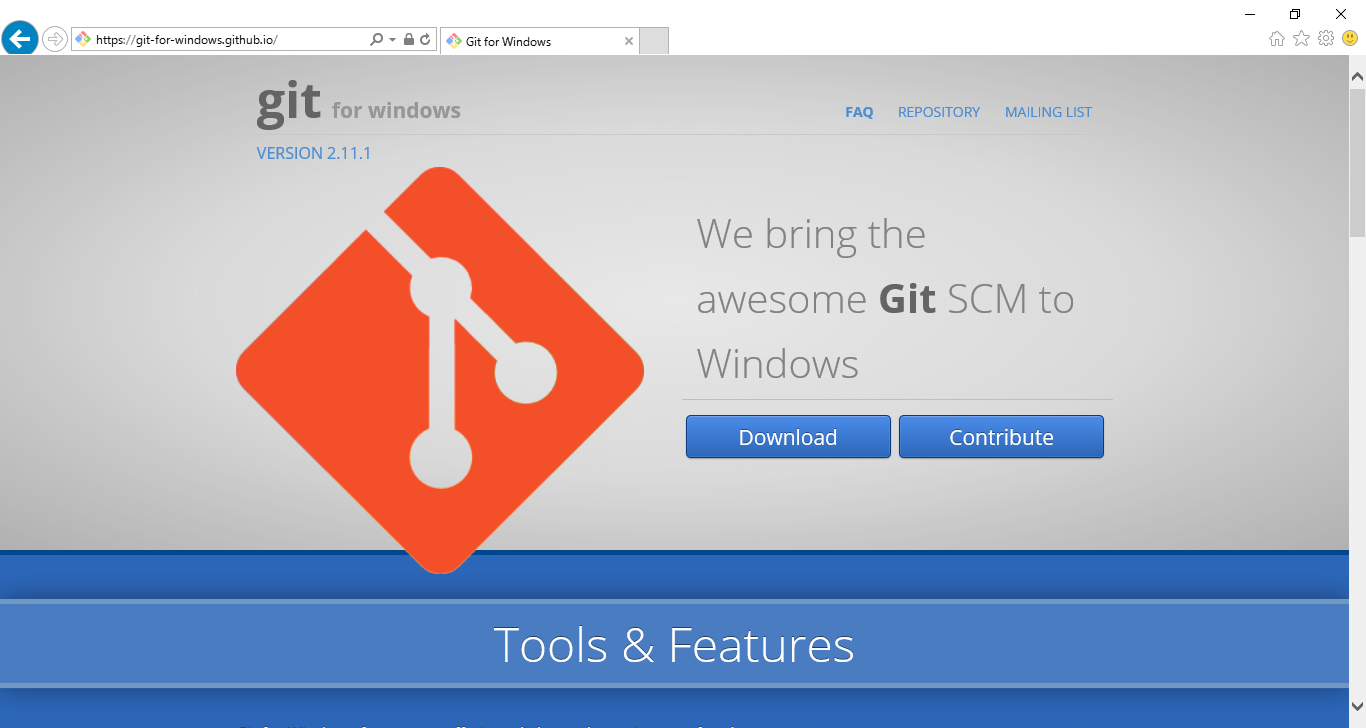 https://git-for-windows.github.io/
Git for Windows
git for windows
FAQ REPOSITORY MAILING LIST
VERSION 2.11.1
We bring the
awesome Git SCM to
Windows
Download Contribute
Tools & Features